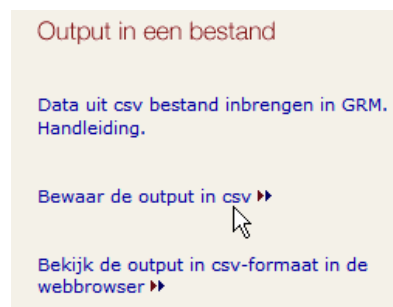 Output in een bestand
Data uit csv bestand inbrengen in GRM.
Handleiding.
Bewaar de output in csv
Bekijk de output in csv-formaat in de
webbrowser